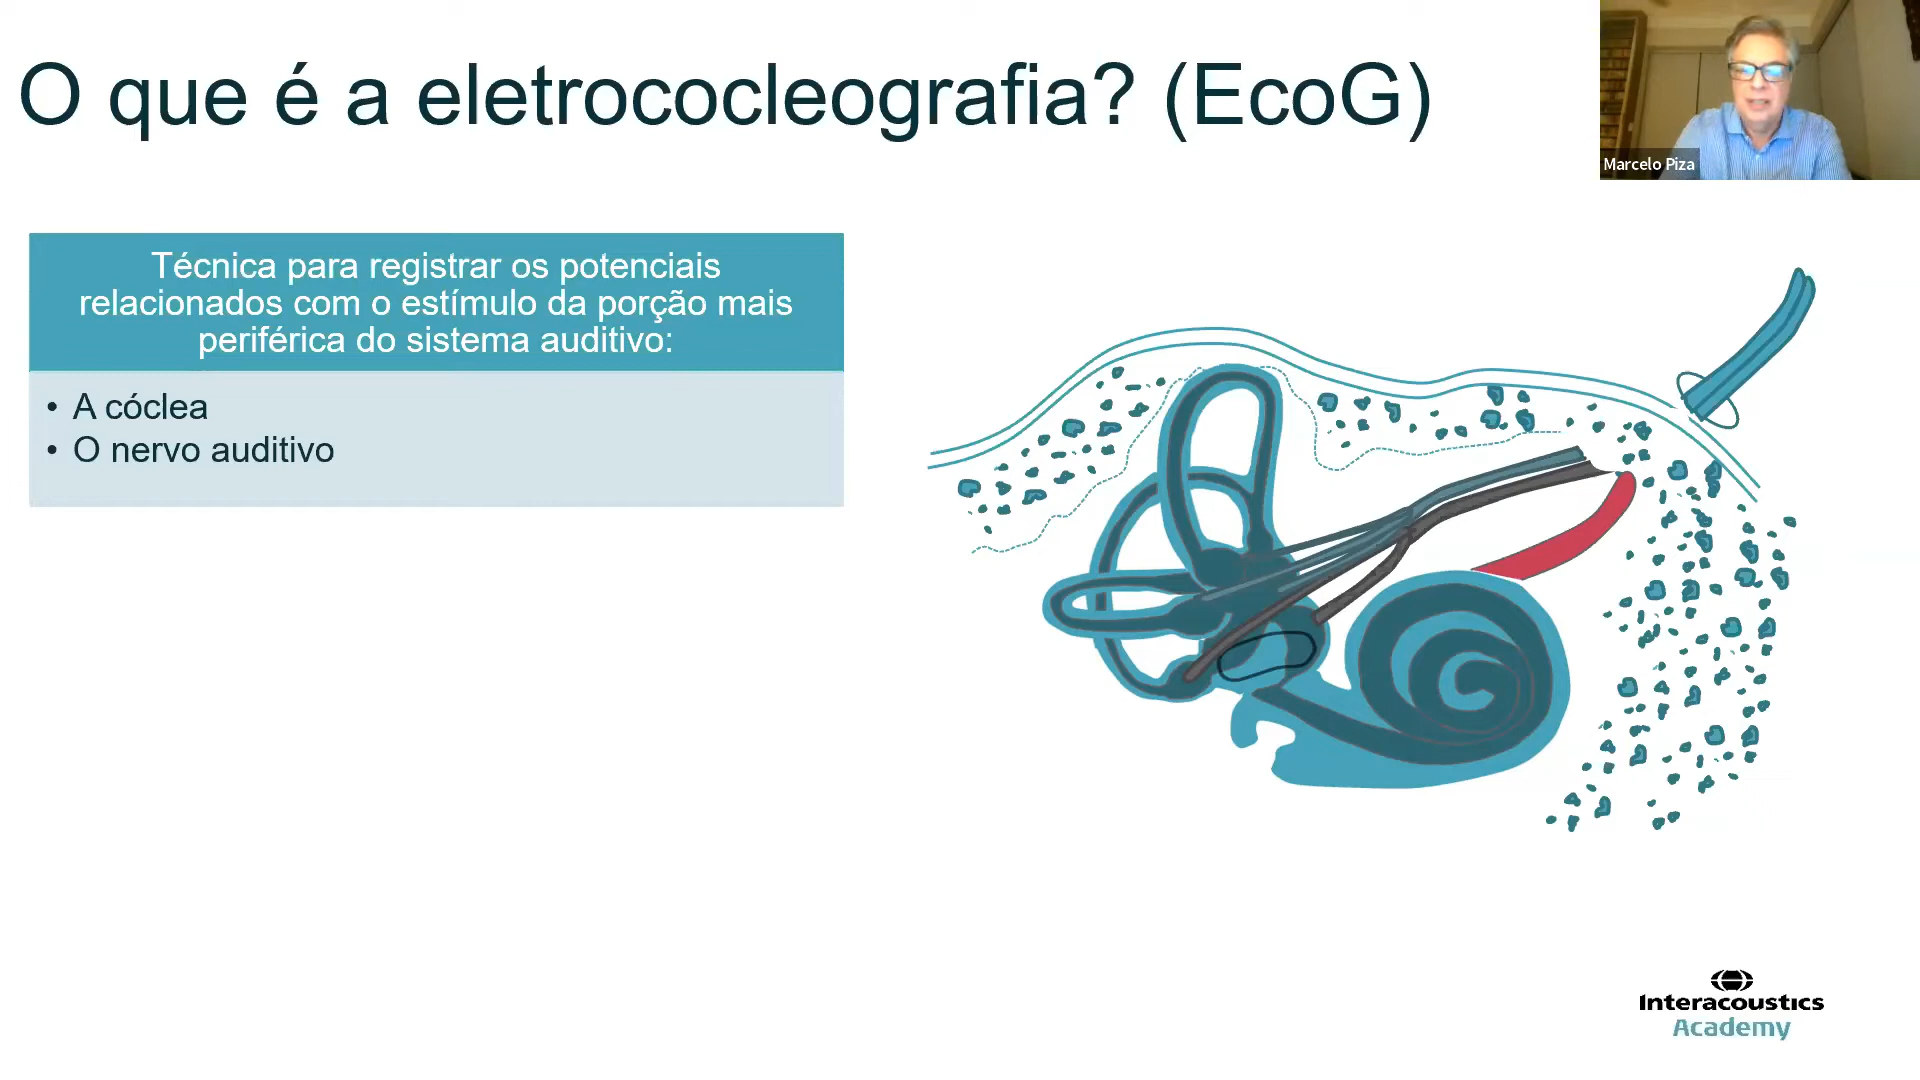 O que é a eletrococleografia? (EcoG)
Marcelo Piza
Técnica para registrar os potenciais
relacionados com o estímulo da porção mais
periférica do sistema auditivo:
• A cóclea
• O nervo auditivo
Interacoustics
Academy